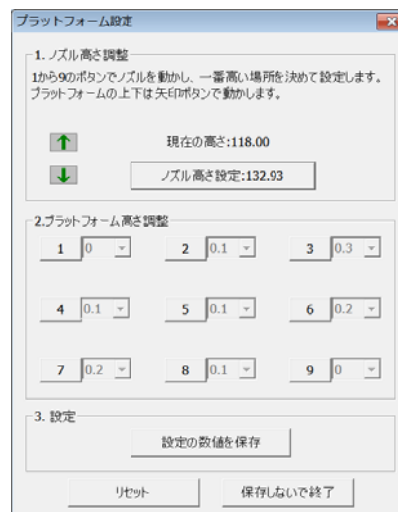 プラットフォーム設定
1. ノズル高さ調整
1から9のボタンでノズルを動かし、一番高い場所を決めて設定します。
プラットフォームの上下は矢印ボタンで動かします。
現在の高さ:118.00
ノズル高さ設定:132.93
2.プラットフォーム高さ調整
1 0 2 0.1 3 0.3
4 0.1 5 0.1 6 0.2
7 0.2 8 0.1 9 0
3. 設定
設定の数値を保存
リセット 保存しないで終了